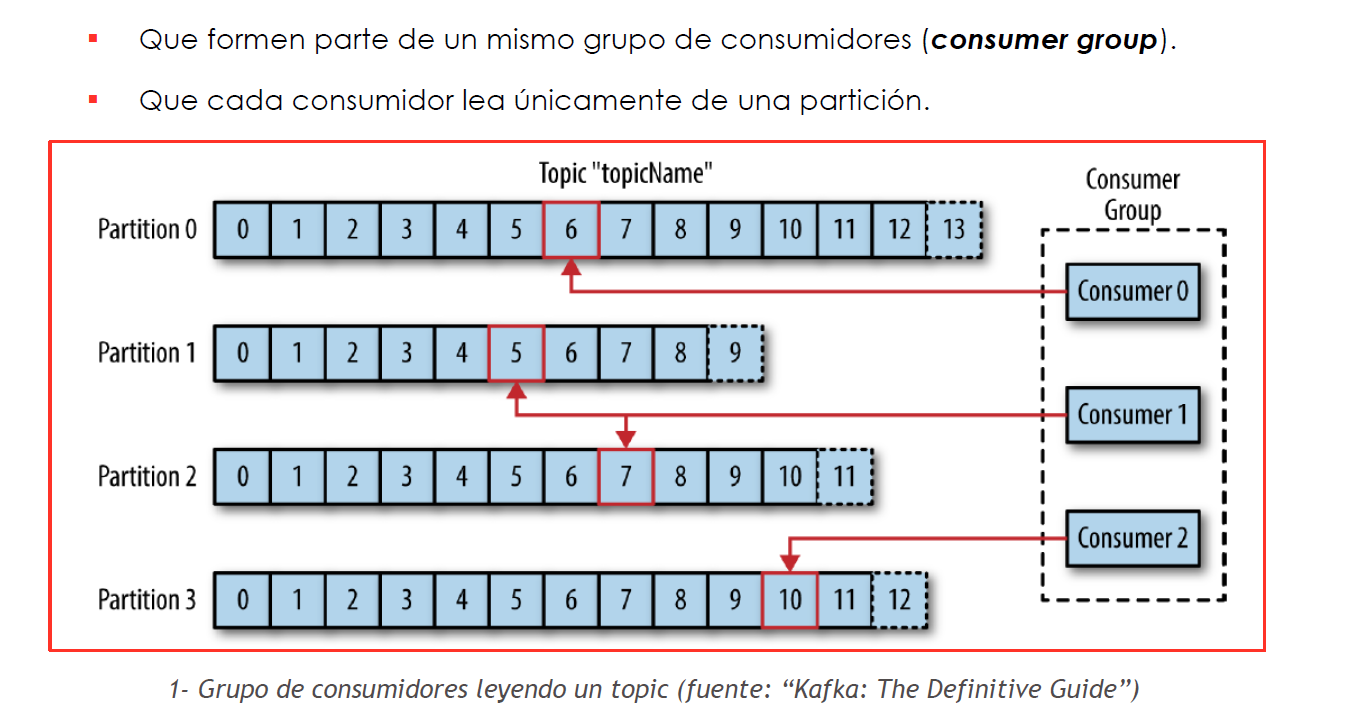 ▪ Que formen parte de un mismo grupo de consumidores (consumer group).
▪ Que cada consumidor lea únicamente de una partición.
Topic "topicName"
Consumer
Group
Partition 0 0 1 2 3 4 5 6 7 8 9 10 11 12 13
Consumer 0
Partition 1 0 1 2 3 4 5 6 7 8 9
Consumer 1
Partition 2 0 1 2 3 4 5 6 7 8 9 10 11
Consumer 2
Partition 3 0 1 2 3 4 5 6 7 8 9 10 11 12
1- Grupo de consumidores leyendo un topic (fuente: “Kafka: The Definitive Guide”)